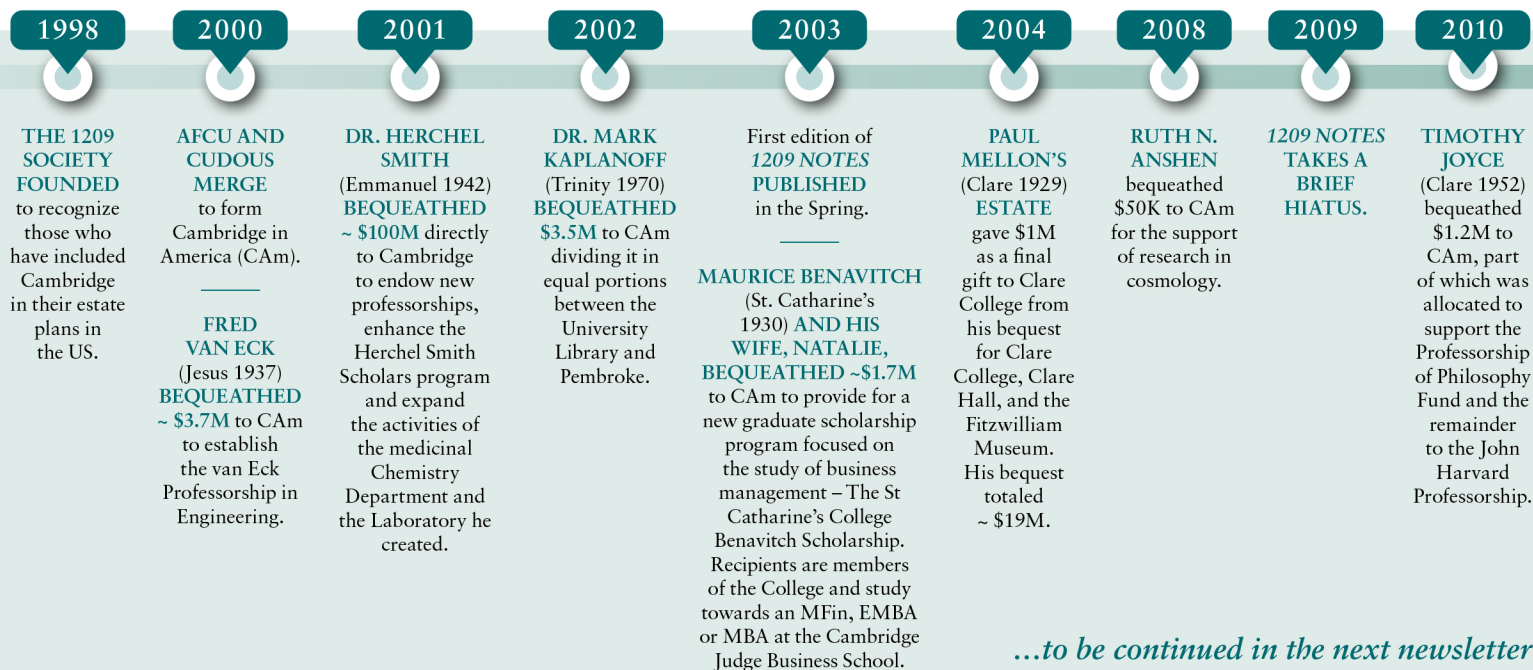 1998
THE 1209
SOCIETY
FOUNDED
to recognize
those who
have included
Cambridge
in their estate
plans in
the US.
2000
AFCU AND
CUDOUS
MERGE
to form
Cambridge in
America (CAm).
FRED
VAN ECK
(Jesus 1937)
BEQUEATHED
~ $3.7M to CAm
to establish
the van Eck
Professorship in
Engineering.
2001
DR. HERCHEL
SMITH
(Emmanuel 1942)
BEQUEATHED
~ $100M directly
to Cambridge
to endow new
professorships,
enhance the
Herchel Smith
Scholars program
and expand
the activities of
the medicinal
Chemistry
Department and
the Laboratory he
created.
2002
DR. MARK
KAPLANOFF
(Trinity 1970)
BEQUEATHED
$3.5M to CAm
dividing it in
equal portions
between the
University
Library and
Pembroke.
2003
First edition of
1209 NOTES
PUBLISHED
in the Spring.
MAURICE BENAVITCH
(St. Catharine's
1930) AND HIS
WIFE, NATALIE,
BEQUEATHED ~$1.7M
to CAm to provide for a
new graduate scholarship
program focused on
the study of business
management – The St
Catharine's College
Benavitch Scholarship.
Recipients are members
of the College and study
towards an MFin, EMBA
or MBA at the Cambridge
Judge Business School.
2004
PAUL
MELLON'S
(Clare 1929)
ESTATE
gave $1M
as a final
gift to Clare
College from
his bequest
for Clare
College, Clare
Hall, and the
Fitzwilliam
Museum.
His bequest
totaled
~ $19M.
2008
RUTH N.
ANSHEN
bequeathed
$50K to CAm
for the support
of research in
cosmology.
2009
1209 NOTES
TAKES A
BRIEF
HIATUS.
2010
TIMOTHY
JOYCE
(Clare 1952)
bequeathed
$1.2M to
CAm, part
of which was
allocated to
support the
Professorship
of Philosophy
Fund and the
remainder
to the John
Harvard
Professorship.
...to be continued in the next newsletter